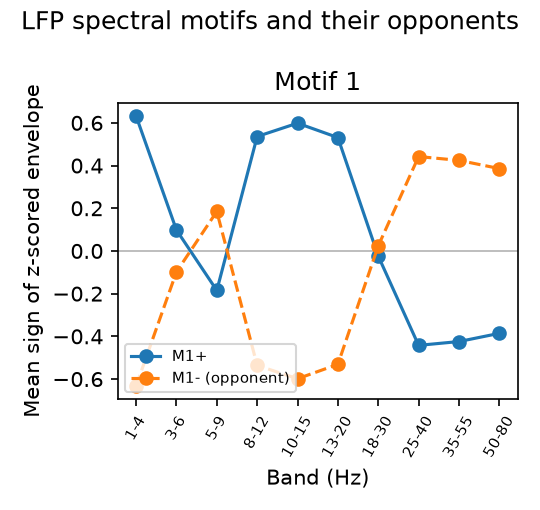 LFP spectral motifs and their opponents
Motif 1
Mean sign of z-scored envelope
0.6
0.4
0.2
0.0
−0.2
−0.4
−0.6
M1+
M1- (opponent)
1-4
3-6
5-9
8-12
10-15
13-20
18-30
25-40
35-55
50-80
Band (Hz)